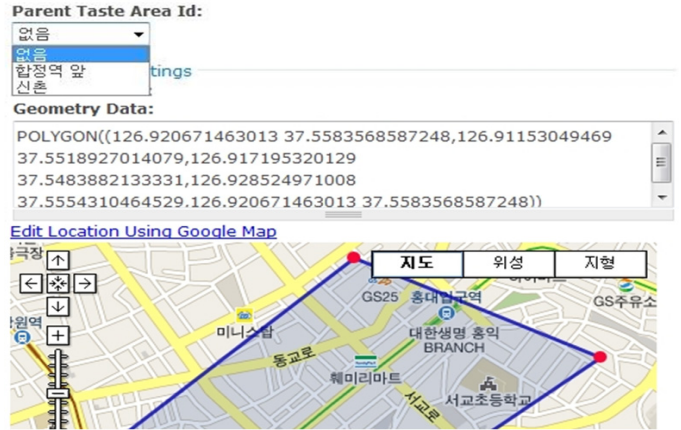 Parent Taste Area Id:
없음
없음
합정역 앞
신촌
tings
Geometry Data:
POLYGON((126.920671463013 37.5583568587248,126.91153049469
37.5518927014079,126.917195320129
37.5483882133331,126.928524971008
37.5554310464529,126.920671463013 37.5583568587248))
Edit Location Using Google Map
극장
지도
위성
지형
GS25
홍대입구역
GS주유소
원역
미니스탑
대한생명 홍익
BRANCH
동교로
훼미리마트
서교로
서교초등학교